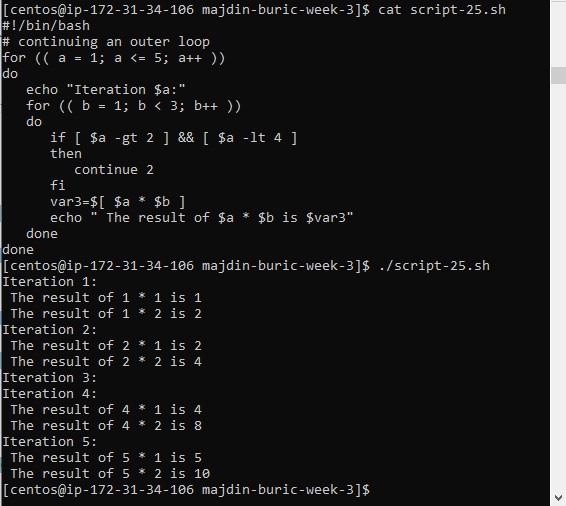 [centos@ip-172-31-34-106 majdin-buric-week-3]$ cat script-25.sh
#!/bin/bash
# continuing an outer loop
for (( a = 1; a <= 5; a++ ))
do
   echo "Iteration $a:"
   for (( b = 1; b < 3; b++ ))
   do
      if [ $a -gt 2 ] && [ $a -lt 4 ]
      then
         continue 2
      fi
      var3=$[ $a * $b ]
      echo " The result of $a * $b is $var3"
   done
done
[centos@ip-172-31-34-106 majdin-buric-week-3]$ ./script-25.sh
Iteration 1:
 The result of 1 * 1 is 1
 The result of 1 * 2 is 2
Iteration 2:
 The result of 2 * 1 is 2
 The result of 2 * 2 is 4
Iteration 3:
Iteration 4:
 The result of 4 * 1 is 4
 The result of 4 * 2 is 8
Iteration 5:
 The result of 5 * 1 is 5
 The result of 5 * 2 is 10
[centos@ip-172-31-34-106 majdin-buric-week-3]$